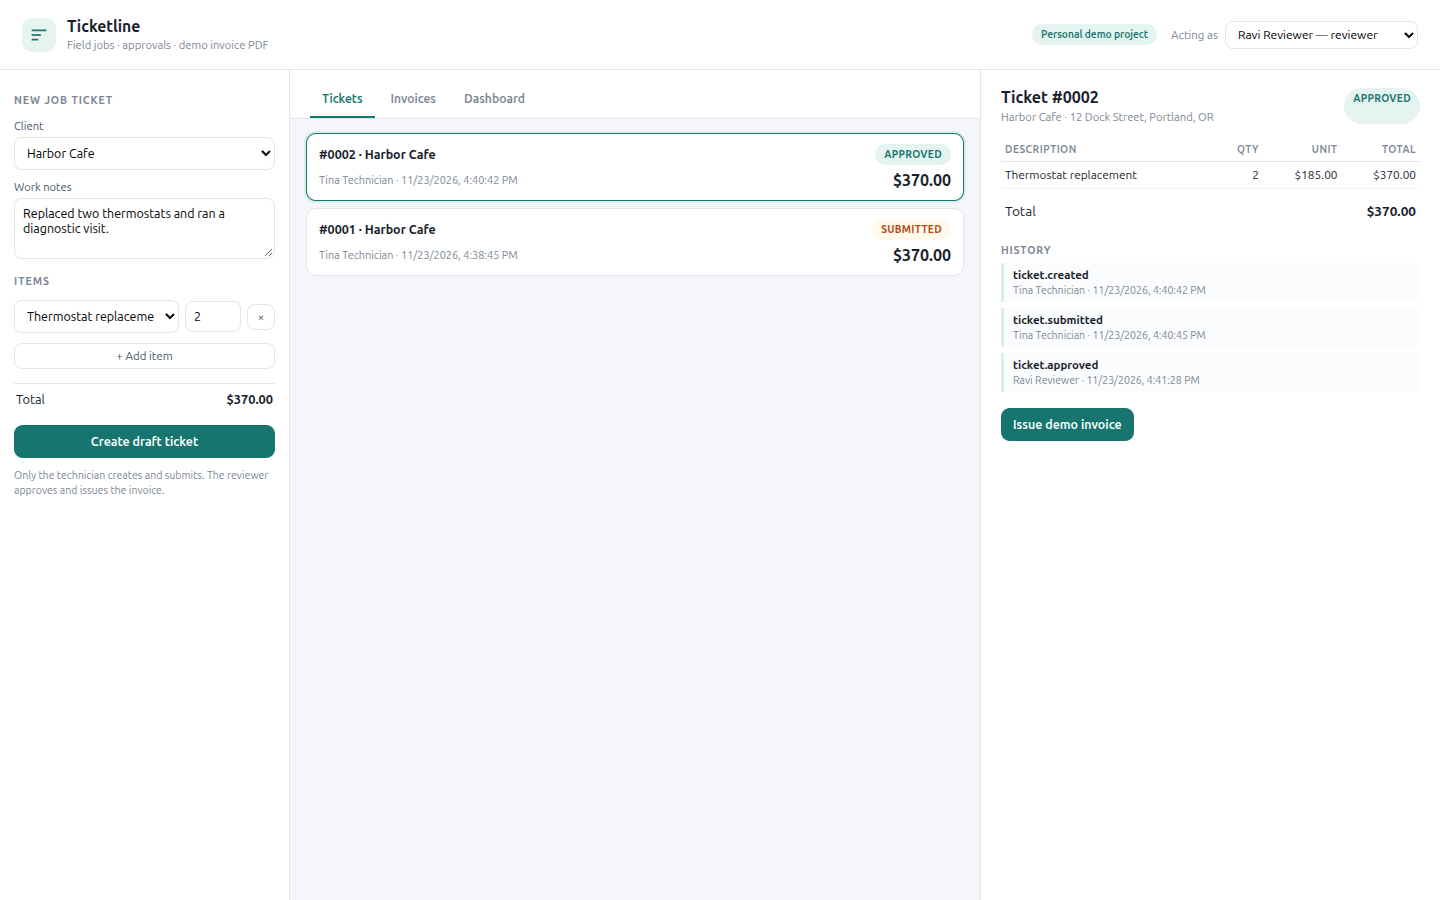 Ticketline
Field jobs · approvals · demo invoice PDF
Personal demo project
Acting as
Ravi Reviewer — reviewer
NEW JOB TICKET
Client
Harbor Cafe
Work notes
Replaced two thermostats and ran a
diagnostic visit.
ITEMS
Thermostat replaceme
2
×
+ Add item
Total $370.00
Create draft ticket
Only the technician creates and submits. The reviewer
approves and issues the invoice.
Tickets Invoices Dashboard
#0002 · Harbor Cafe APPROVED
Tina Technician · 11/23/2026, 4:40:42 PM $370.00
#0001 · Harbor Cafe SUBMITTED
Tina Technician · 11/23/2026, 4:38:45 PM $370.00
Ticket #0002 APPROVED
Harbor Cafe · 12 Dock Street, Portland, OR
DESCRIPTION QTY UNIT TOTAL
Thermostat replacement 2 $185.00 $370.00
Total $370.00
HISTORY
ticket.created
Tina Technician · 11/23/2026, 4:40:42 PM
ticket.submitted
Tina Technician · 11/23/2026, 4:40:45 PM
ticket.approved
Ravi Reviewer · 11/23/2026, 4:41:28 PM
Issue demo invoice